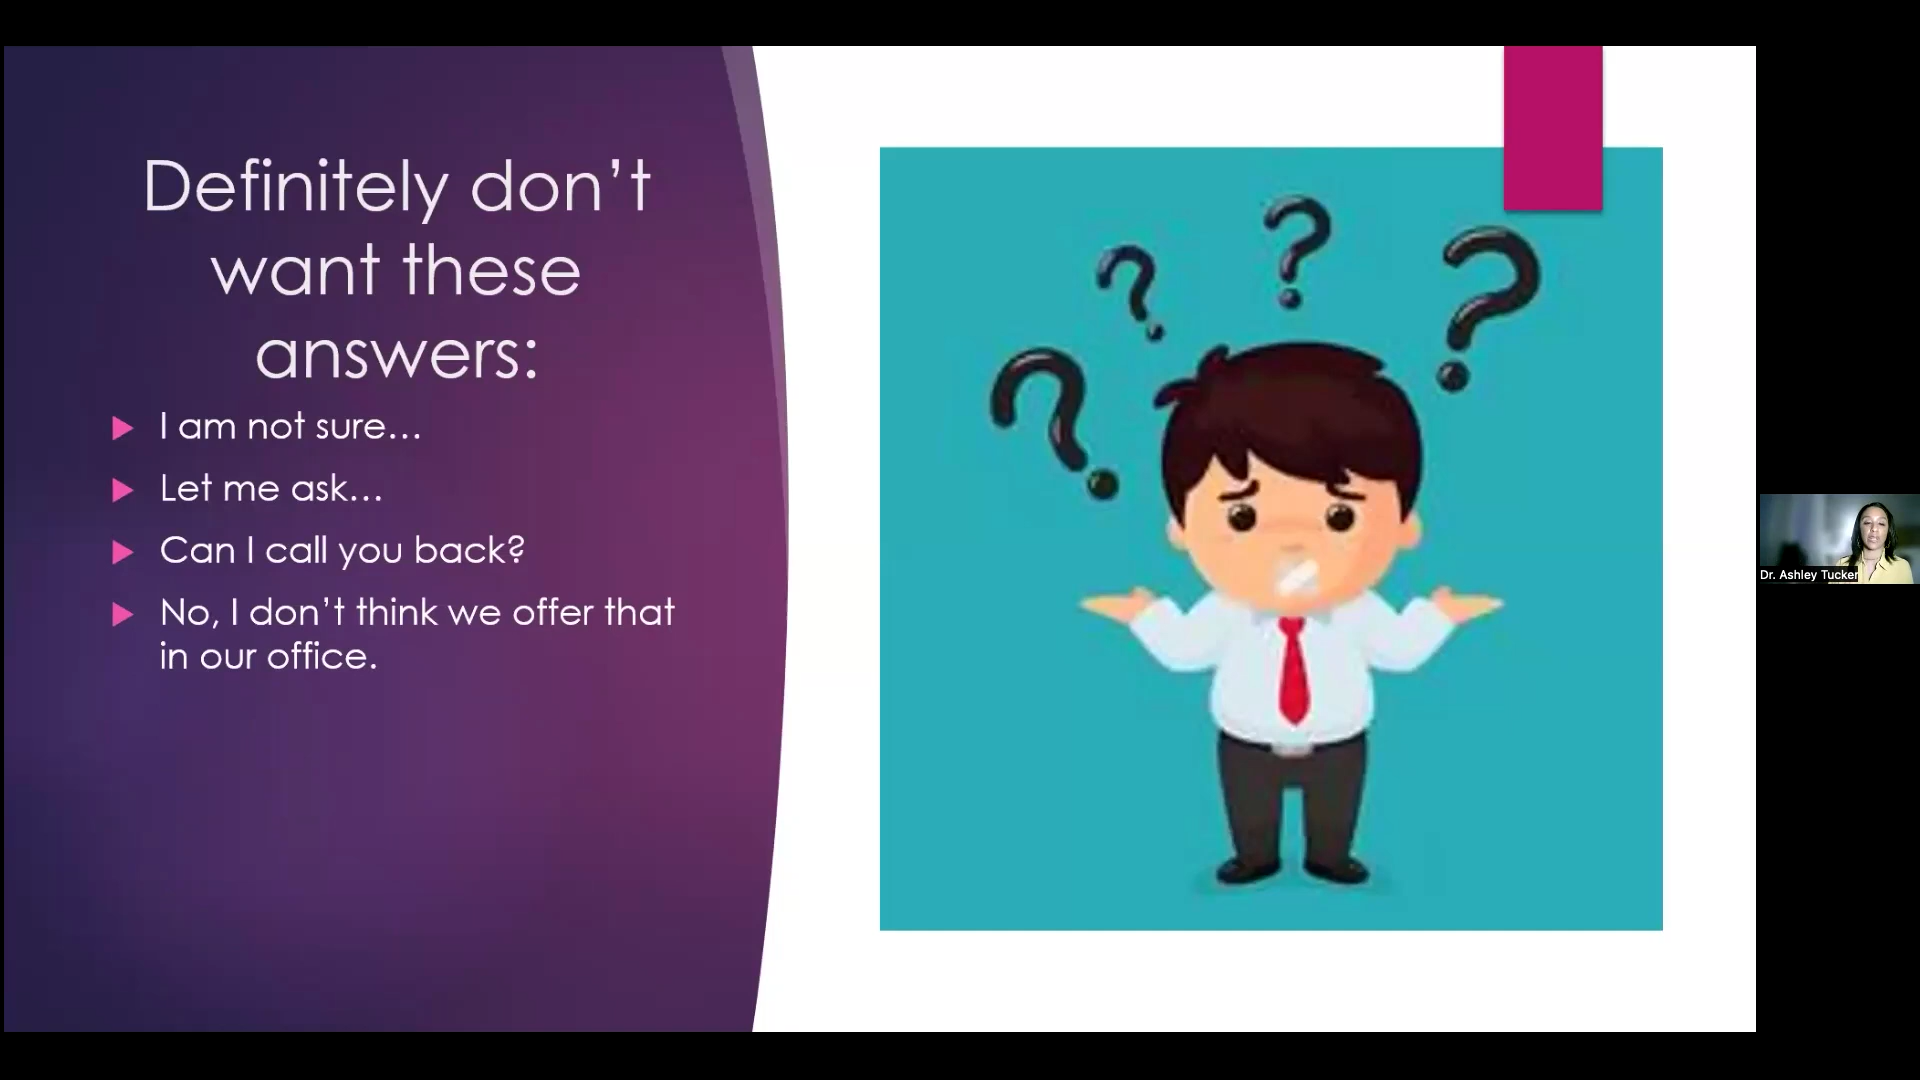 Definitely don’t
want these
answers:
I am not sure…
Let me ask…
Can I call you back?
No, I don’t think we offer that
in our office.
Dr. Ashley Tucker